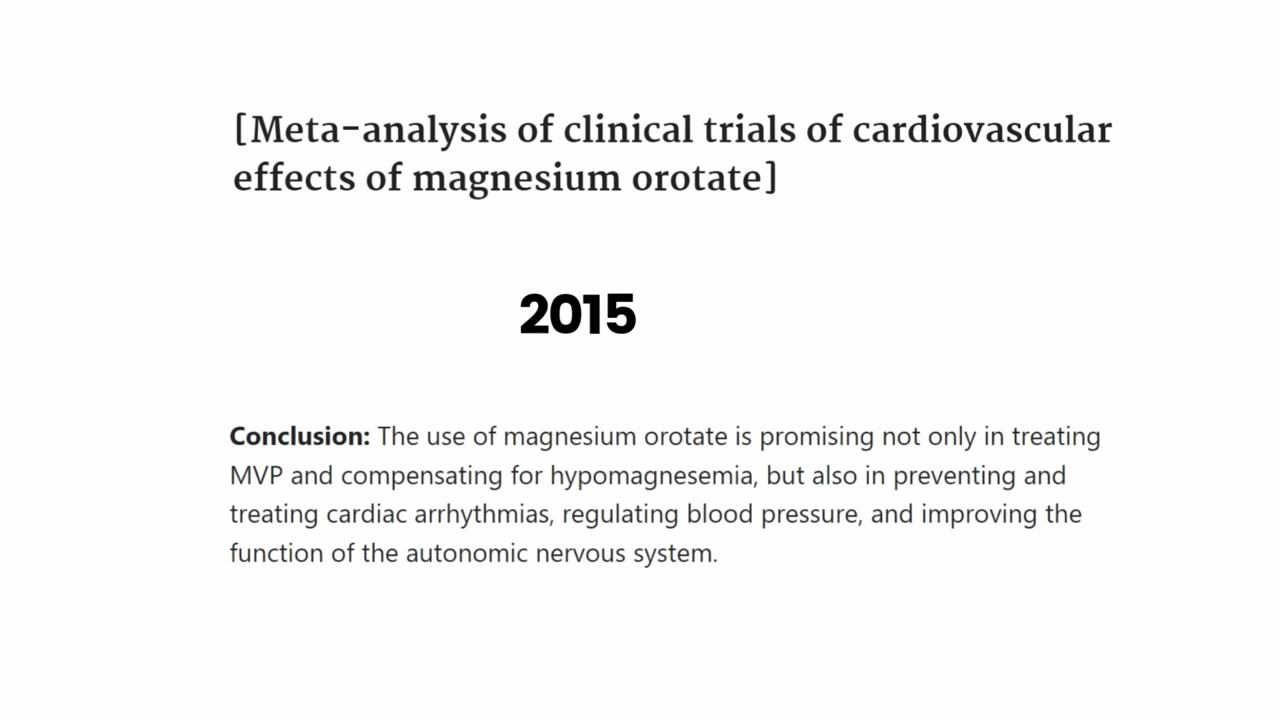 [Meta-analysis of clinical trials of cardiovascular
effects of magnesium orotate]
2015
Conclusion: The use of magnesium orotate is promising not only in treating
MVP and compensating for hypomagnesemia, but also in preventing and
treating cardiac arrhythmias, regulating blood pressure, and improving the
function of the autonomic nervous system.